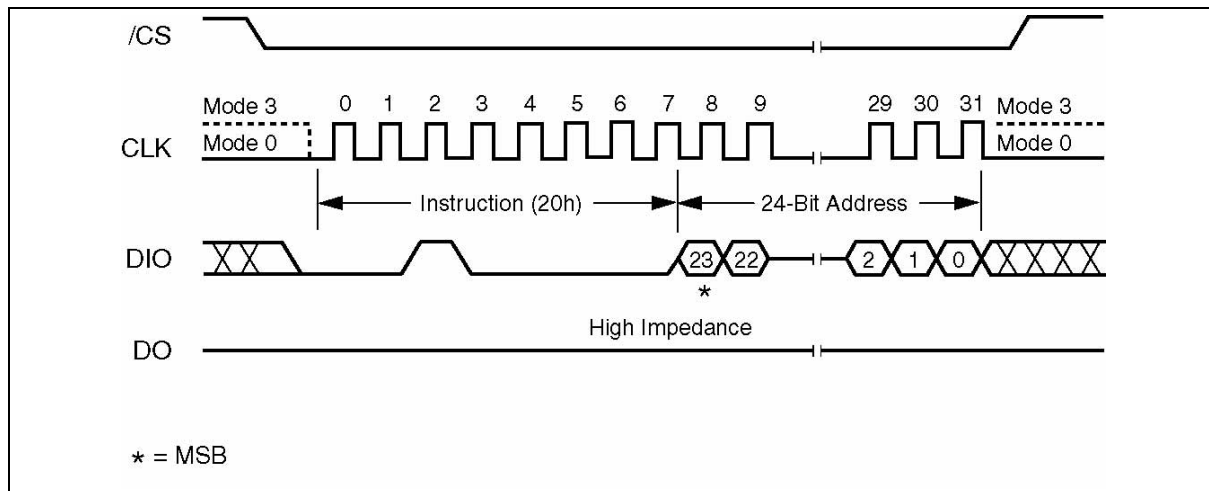 /CS
Mode 3 0 1 2 3 4 5 6 7 8 9 29 30 31 Mode 3
CLK Mode 0 Mode 0
Instruction (20h) 24-Bit Address
DIO 23 22 2 1 0
*
High Impedance
DO
* = MSB